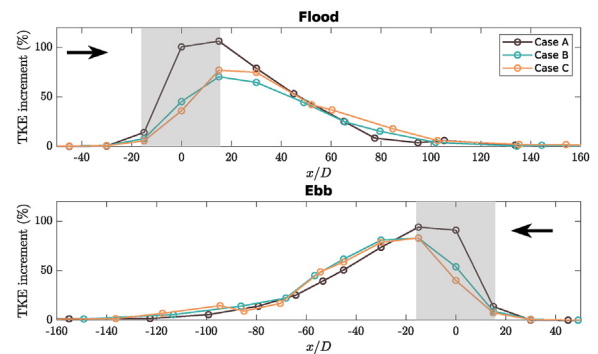 Flood
TKE increment (%)
100
50
0
Case A
Case B
Case C
-40 -20 0 20 40 60 80 100 120 140 160
x/D
Ebb
TKE increment (%)
100
50
0
-160 -140 -120 -100 -80 -60 -40 -20 0 20 40
x/D